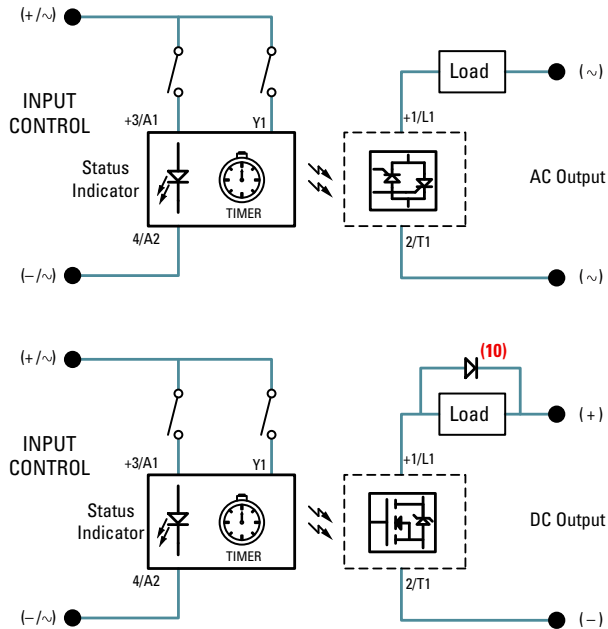 (+/∼)
Load
(∼)
INPUT
CONTROL
+3/A1
Y1
+1/L1
Status
Indicator
TIMER
AC Output
4/A2
2/T1
(−/∼)
(∼)
(+/∼)
(10)
Load
(+)
INPUT
CONTROL
+3/A1
Y1
+1/L1
Status
Indicator
TIMER
DC Output
4/A2
2/T1
(−/∼)
(−)